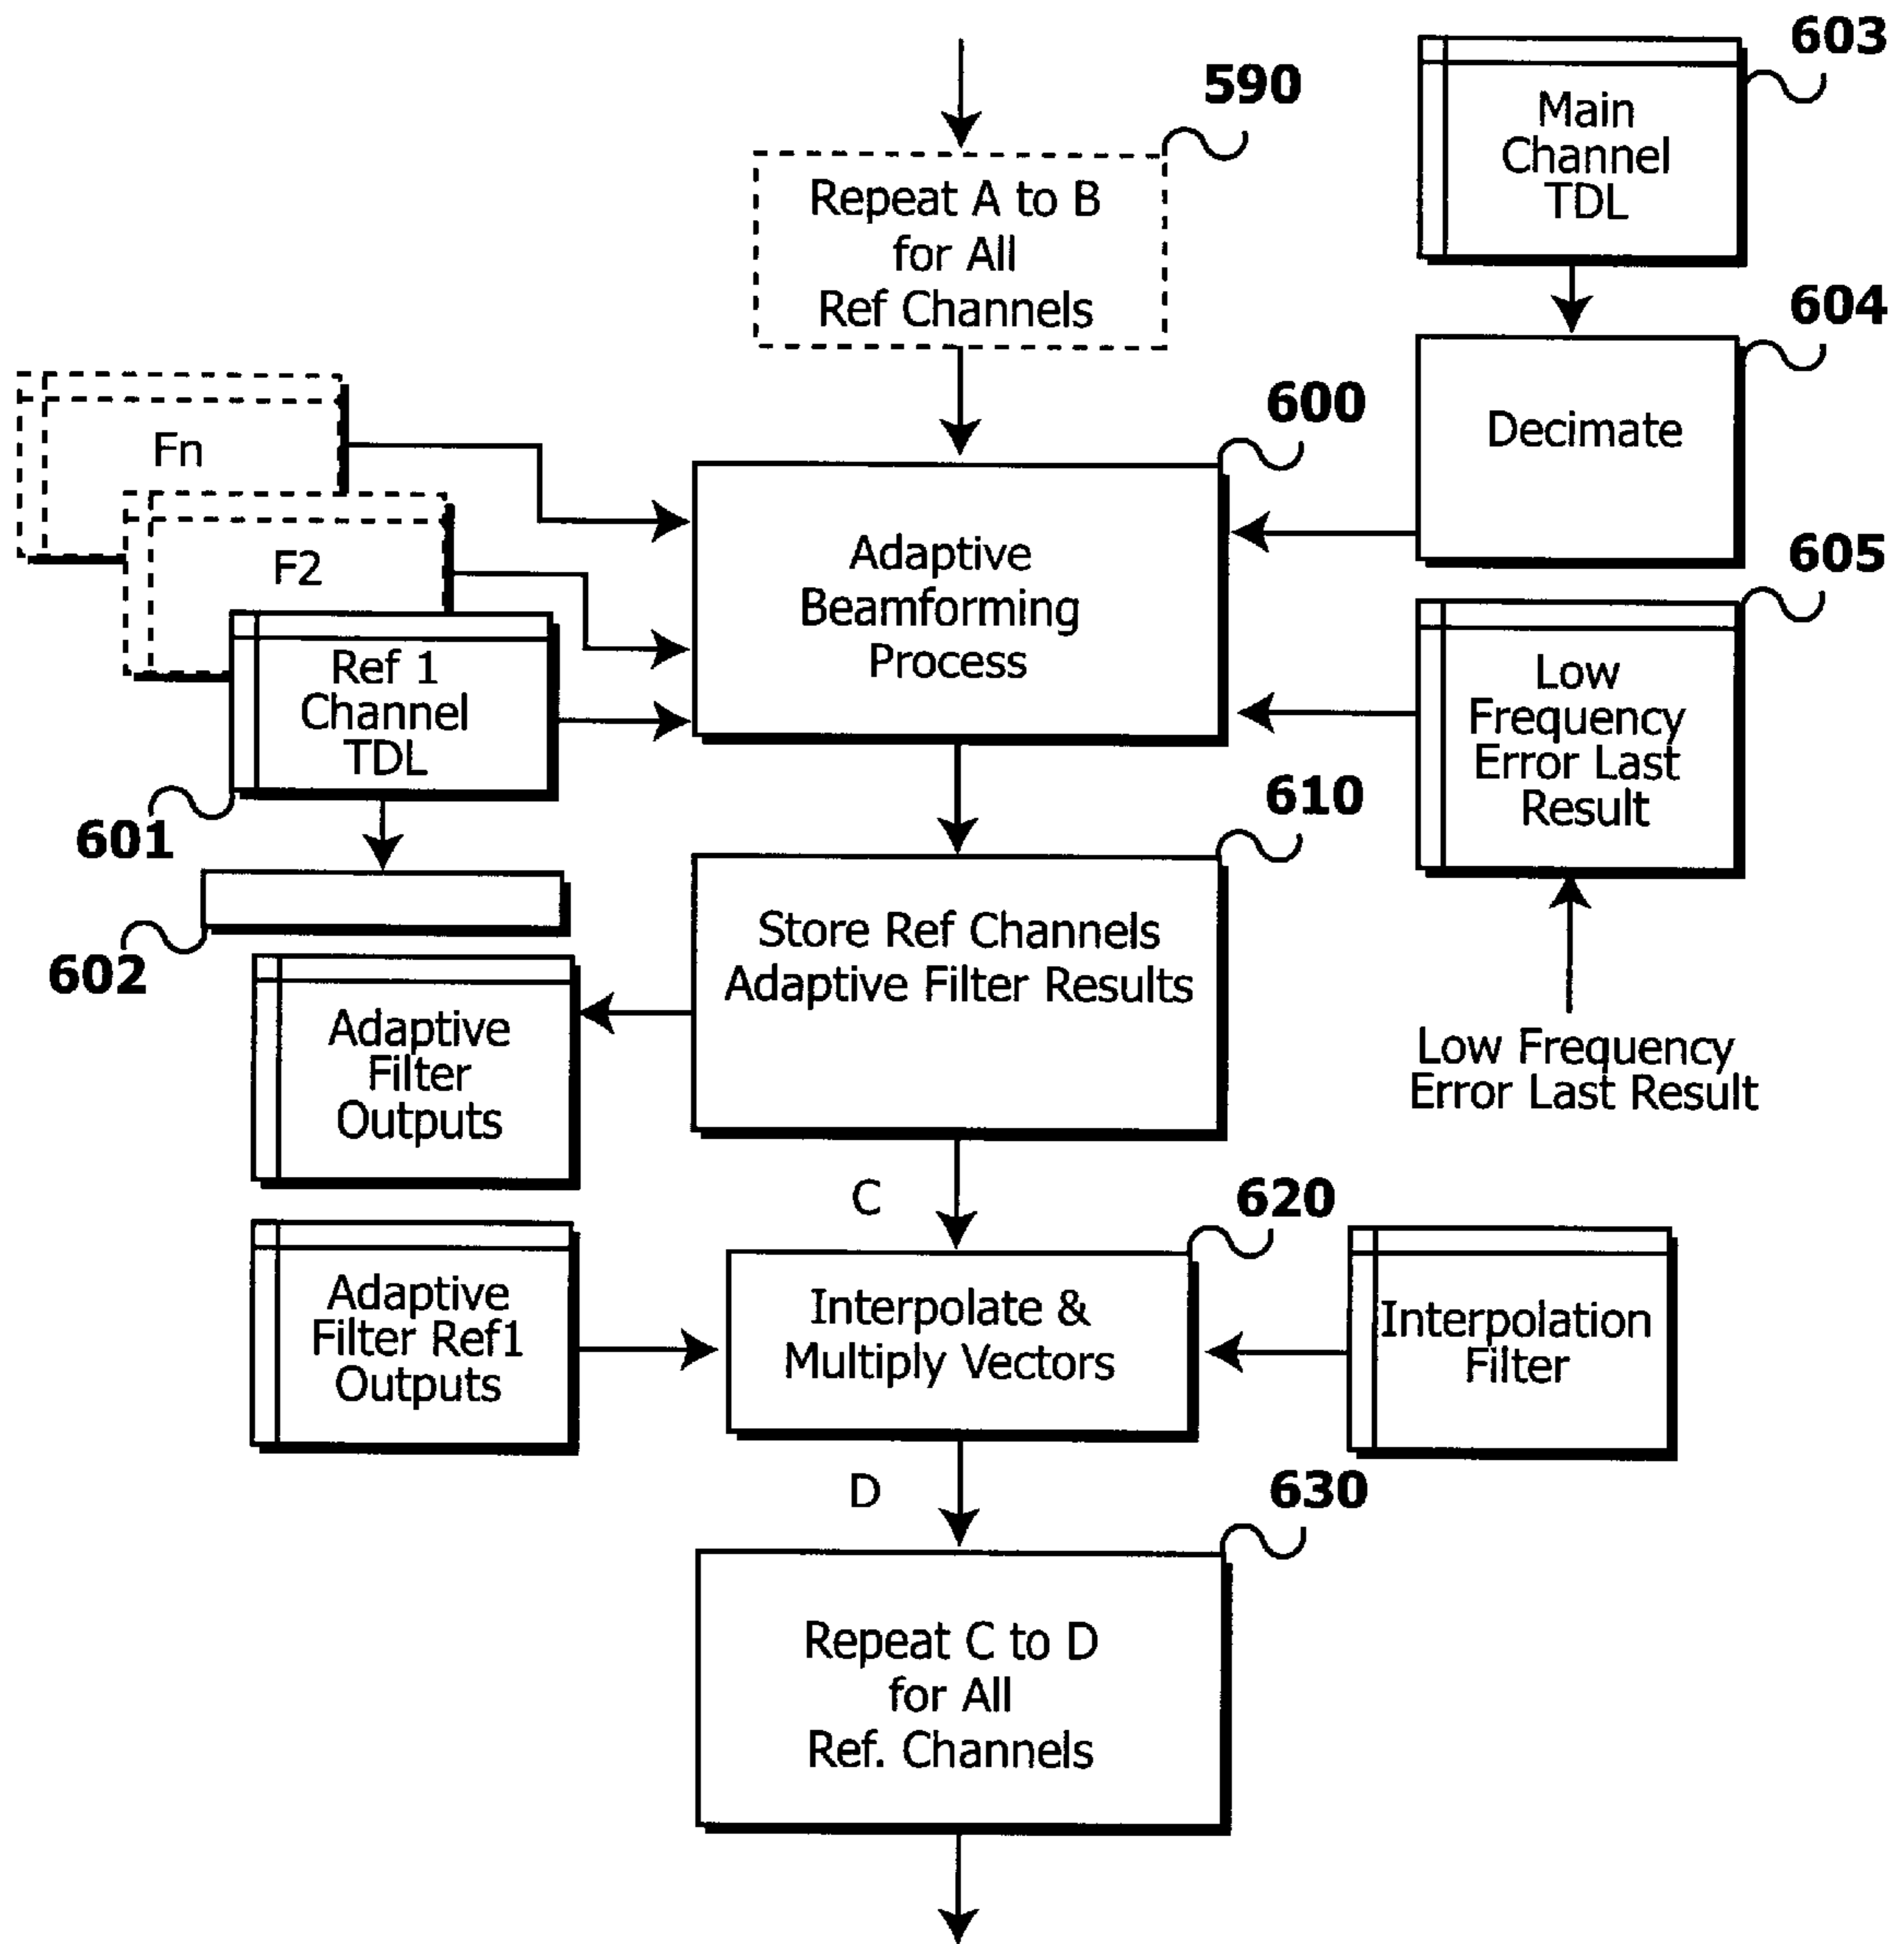 603
Main
Channel
TDL
590
Repeat A to B
for All
Ref Channels
604
Decimate
600
Adaptive
Beamforming
Process
Fn
F2
Ref 1
Channel
TDL
601
602
605
Low
Frequency
Error Last
Result
Low Frequency
Error Last Result
610
Store Ref Channels
Adaptive Filter Results
Adaptive
Filter
Outputs
C
620
Interpolate &
Multiply Vectors
Adaptive
Filter Ref1
Outputs
Interpolation
Filter
D
630
Repeat C to D
for All
Ref. Channels